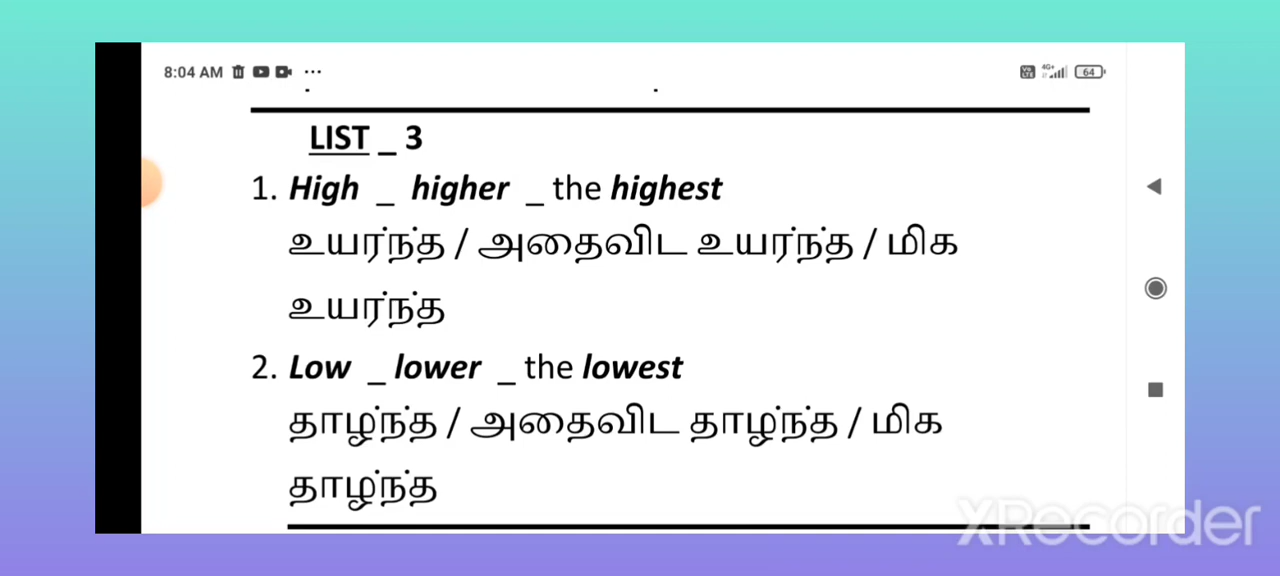 8:04 AM ... 4G+ 64
LIST _ 3
1. High _ higher _ the highest
உயர்ந்த / அதைவிட உயர்ந்த / மிக
உயர்ந்த
2. Low _ lower _ the lowest
தாழ்ந்த / அதைவிட தாழ்ந்த / மிக
தாழ்ந்த
XRecorder